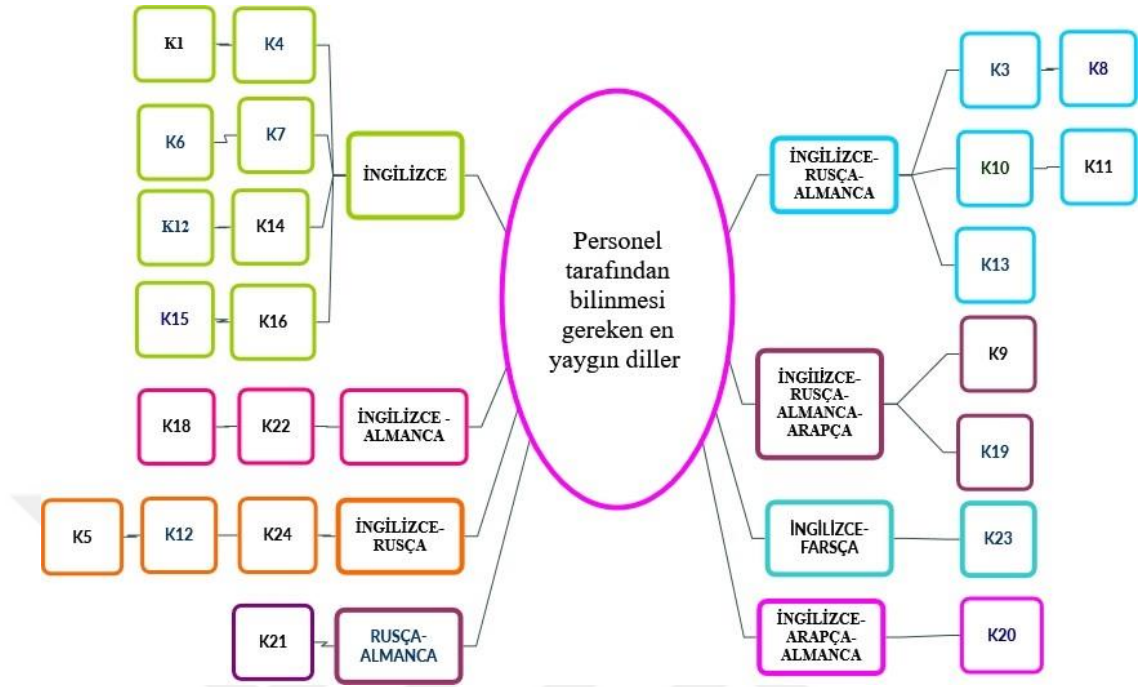 Personel
tarafından
bilinmesi
gereken en
yaygın diller
K1
K4
K6
K7
K12
K14
K15
K16
İNGİLİZCE
K18
K22
İNGİLİZCE -
ALMANCA
K5
K12
K24
İNGİLİZCE-
RUSÇA
K21
RUSÇA-
ALMANCA
İNGİLİZCE-
RUSÇA-
ALMANCA
K3
K8
K10
K11
K13
İNGİLİZCE-
RUSÇA-
ALMANCA-
ARAPÇA
K9
K19
İNGİLİZCE-
FARSÇA
K23
İNGİLİZCE-
ARAPÇA-
ALMANCA
K20